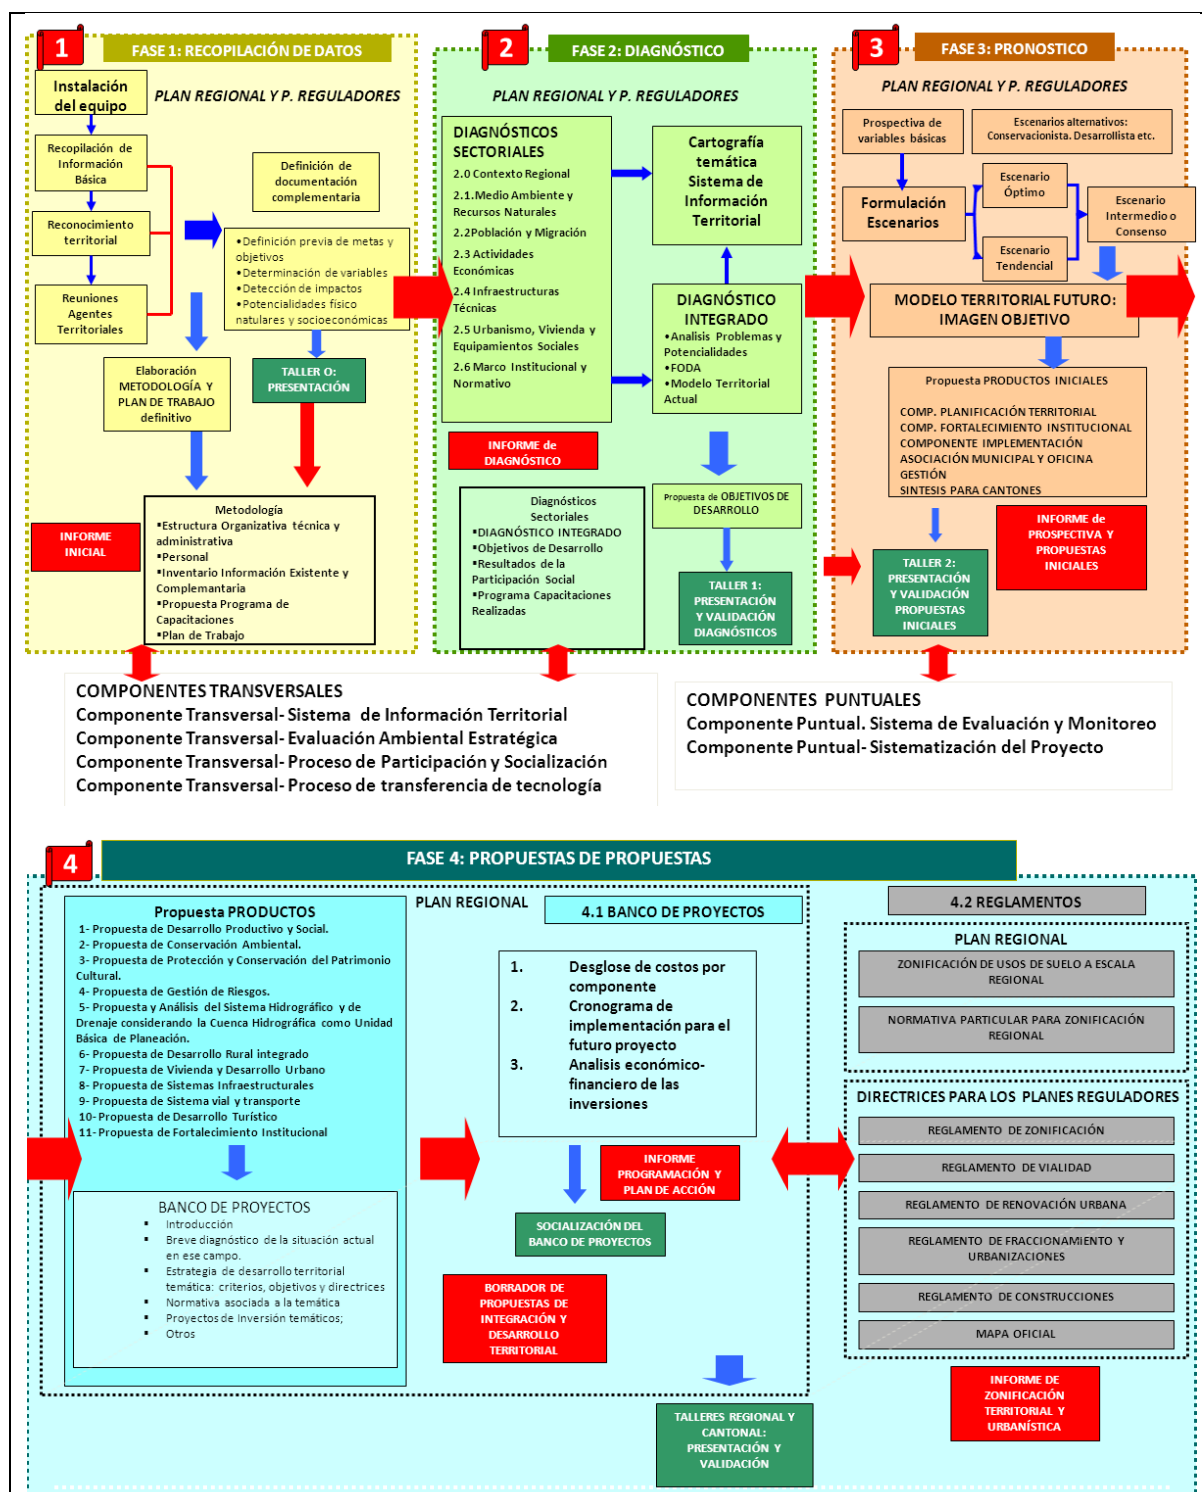 1
FASE 1: RECOPILACIÓN DE DATOS
Instalación
del equipo
PLAN REGIONAL Y P. REGULADORES
Recopilación de
Información
Básica
Definición de
documentación
complementaria
Reconocimiento
territorial
•Definición previa de metas y
objetivos
•Determinación de variables
•Detección de impactos
•Potencialidades físico
natulares y socioeconómicas
Reuniones
Agentes
Territoriales
Elaboración
METODOLOGÍA Y
PLAN DE TRABAJO
definitivo
TALLER O:
PRESENTACIÓN
INFORME
INICIAL
Metodología
▪Estructura Organizativa técnica y
administrativa
▪Personal
▪Inventario Información Existente y
Complemantaria
▪Propuesta Programa de
Capacitaciones
▪Plan de Trabajo
2
FASE 2: DIAGNÓSTICO
PLAN REGIONAL Y P. REGULADORES
DIAGNÓSTICOS
SECTORIALES
2.0 Contexto Regional
2.1.Medio Ambiente y
Recursos Naturales
2.2Población y Migración
2.3 Actividades
Económicas
2.4 Infraestructuras
Técnicas
2.5 Urbanismo, Vivienda y
Equipamientos Sociales
2.6 Marco Institucional y
Normativo
Cartografía
temática
Sistema de
Información
Territorial
DIAGNÓSTICO
INTEGRADO
•Analisis Problemas y
Potencialidades
•FODA
•Modelo Territorial
Actual
INFORME de
DIAGNÓSTICO
Diagnósticos
Sectoriales
▪DIAGNÓSTICO INTEGRADO
▪Objetivos de Desarrollo
▪Resultados de la
Participación Social
▪Programa Capacitaciones
Realizadas
Propuesta de OBJETIVOS DE
DESARROLLO
TALLER 1:
PRESENTACIÓN
Y VALIDACIÓN
DIAGNÓSTICOS
3
FASE 3: PRONOSTICO
PLAN REGIONAL Y P. REGULADORES
Prospectiva de
variables básicas
Escenarios alternativos:
Conservacionista. Desarrollista etc.
Formulación
Escenarios
Escenario
Óptimo
Escenario
Tendencial
Escenario
Intermedio o
Consenso
MODELO TERRITORIAL FUTURO:
IMAGEN OBJETIVO
Propuesta PRODUCTOS INICIALES
COMP. PLANIFICACIÓN TERRITORIAL
COMP. FORTALECIMIENTO INSTITUCIONAL
COMPONENTE IMPLEMENTACIÓN
ASOCIACIÓN MUNICIPAL Y OFICINA
GESTIÓN
SINTESIS PARA CANTONES
INFORME de
PROSPECTIVA Y
PROPUESTAS
INICIALES
TALLER 2:
PRESENTACIÓN
Y VALIDACIÓN
PROPUESTAS
INICIALES
COMPONENTES TRANSVERSALES
Componente Transversal- Sistema de Información Territorial
Componente Transversal- Evaluación Ambiental Estratégica
Componente Transversal- Proceso de Participación y Socialización
Componente Transversal- Proceso de transferencia de tecnología
COMPONENTES PUNTUALES
Componente Puntual. Sistema de Evaluación y Monitoreo
Componente Puntual- Sistematización del Proyecto
4
FASE 4: PROPUESTAS DE PROPUESTAS
Propuesta PRODUCTOS
1- Propuesta de Desarrollo Productivo y Social.
2- Propuesta de Conservación Ambiental.
3- Propuesta de Protección y Conservación del Patrimonio
Cultural.
4- Propuesta de Gestión de Riesgos.
5- Propuesta y Análisis del Sistema Hidrográfico y de
Drenaje considerando la Cuenca Hidrográfica como Unidad
Básica de Planeación.
6- Propuesta de Desarrollo Rural integrado
7- Propuesta de Vivienda y Desarrollo Urbano
8- Propuesta de Sistemas Infraestructurales
9- Propuesta de Sistema vial y transporte
10- Propuesta de Desarrollo Turístico
11- Propuesta de Fortalecimiento Institucional
BANCO DE PROYECTOS
▪ Introducción
▪ Breve diagnóstico de la situación actual
en ese campo.
▪ Estrategia de desarrollo territorial
temática: criterios, objetivos y directrices
▪ Normativa asociada a la temática
▪ Proyectos de Inversión temáticos;
▪ Otros
PLAN REGIONAL
4.1 BANCO DE PROYECTOS
1. Desglose de costos por
componente
2. Cronograma de
implementación para el
futuro proyecto
3. Analisis económico-
financiero de las
inversiones
INFORME
PROGRAMACIÓN Y
PLAN DE ACCIÓN
SOCIALIZACIÓN DEL
BANCO DE PROYECTOS
BORRADOR DE
PROPUESTAS DE
INTEGRACIÓN Y
DESARROLLO
TERRITORIAL
TALLERES REGIONAL Y
CANTONAL:
PRESENTACIÓN Y
VALIDACIÓN
4.2 REGLAMENTOS
PLAN REGIONAL
ZONIFICACIÓN DE USOS DE SUELO A ESCALA
REGIONAL
NORMATIVA PARTICULAR PARA ZONIFICACIÓN
REGIONAL
DIRECTRICES PARA LOS PLANES REGULADORES
REGLAMENTO DE ZONIFICACIÓN
REGLAMENTO DE VIALIDAD
REGLAMENTO DE RENOVACIÓN URBANA
REGLAMENTO DE FRACCIONAMIENTO Y
URBANIZACIONES
REGLAMENTO DE CONSTRUCCIONES
MAPA OFICIAL
INFORME DE
ZONIFICACIÓN
TERRITORIAL Y
URBANÍSTICA